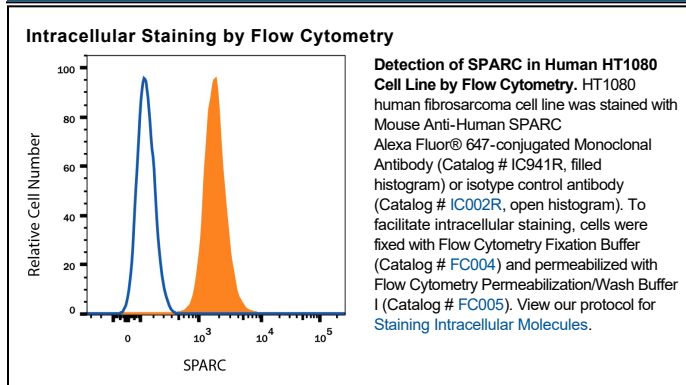 Intracellular Staining by Flow Cytometry
Relative Cell Number
100
80
60
40
20
0
0
10³
10⁴
10⁵
SPARC
Detection of SPARC in Human HT1080
Cell Line by Flow Cytometry. HT1080
human fibrosarcoma cell line was stained with
Mouse Anti-Human SPARC
Alexa Fluor® 647-conjugated Monoclonal
Antibody (Catalog # IC941R, filled
histogram) or isotype control antibody
(Catalog # IC002R, open histogram). To
facilitate intracellular staining, cells were
fixed with Flow Cytometry Fixation Buffer
(Catalog # FC004) and permeabilized with
Flow Cytometry Permeabilization/Wash Buffer
I (Catalog # FC005). View our protocol for
Staining Intracellular Molecules.